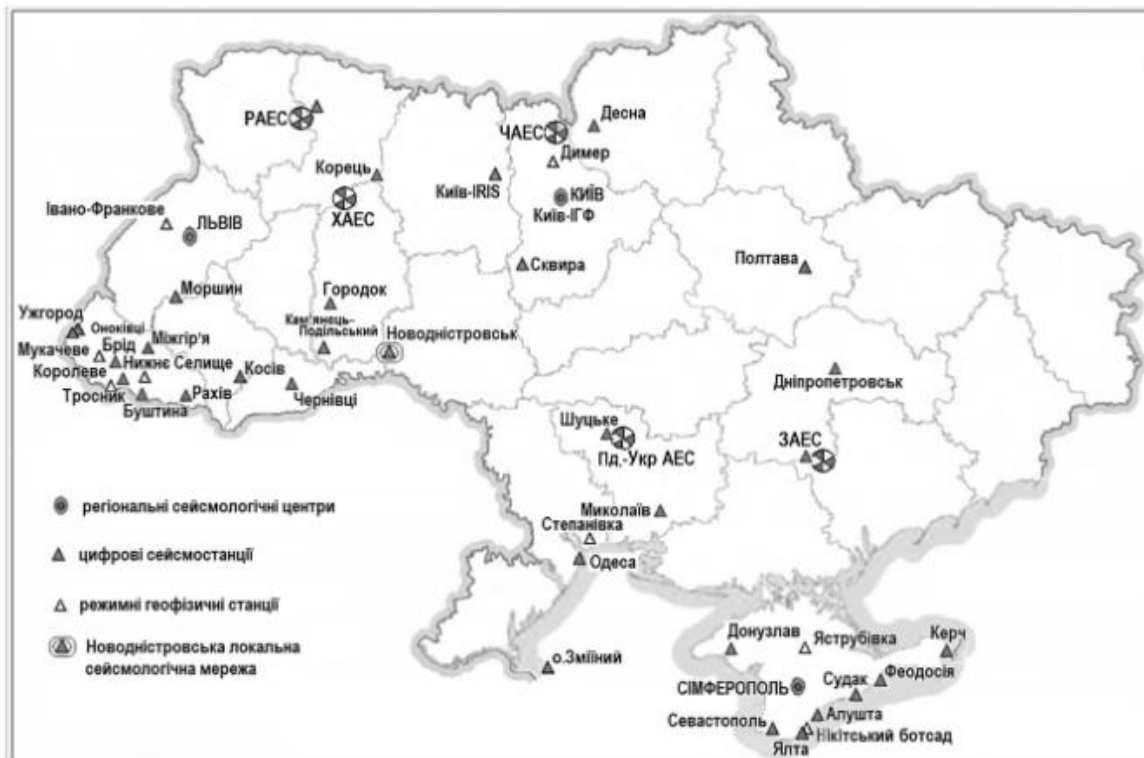 РАЕС
ЧАЕС
Десна
Димер
Корець
Київ-IRIS
КИЇВ
Київ-ІГФ
Івано-Франкове
ЛЬВІВ
ХАЕС
Сквира
Полтава
Моршин
Городок
Кам'янець-
Подільський
Новодністровськ
Ужгород
Оноківці
Міжгір'я
Мукачеве
Брід
Нижнє Селище
Королеве
Косів
Тросник
Рахів
Чернівці
Буштина
Дніпропетровськ
Шуцьке
ЗАЕС
Пд.-Укр АЕС
Миколаїв
Степанівка
Одеса
регіональні сейсмологічні центри
цифрові сейсмостанції
режимні геофізичні станції
Новодністровська локальна
сейсмологічна мережа
о.Зміїний
Донузлав
Яструбівка
Керч
Феодосія
СІМФЕРОПОЛЬ
Судак
Севастополь
Алушта
Нікітський ботсад
Ялта